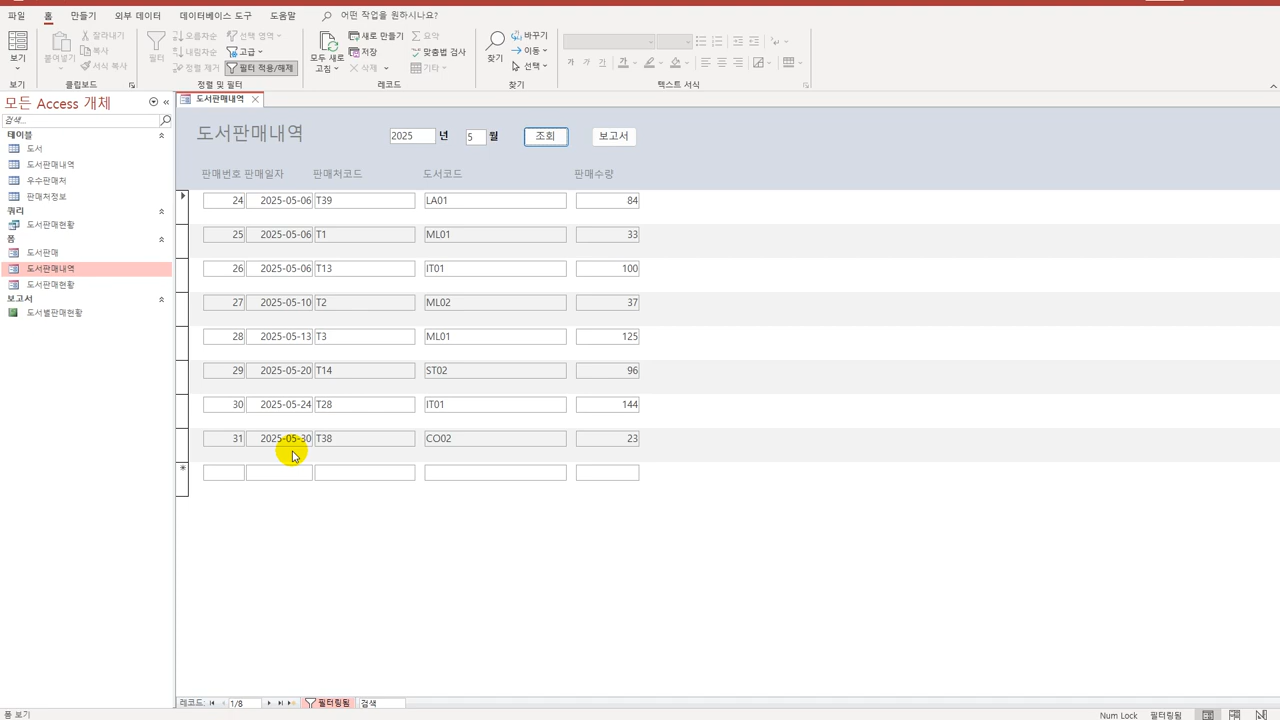 파일 홈 만들기 외부 데이터 데이터베이스 도구 도움말 어떤 작업을 원하시나요?
보기
붙여넣기
잘라내기
복사
서식 복사
필터
오름차순
내림차순
정렬 제거
선택 영역
고급
필터 적용/해제
모두 새로 고침
새로 만들기
저장
삭제
요약
맞춤법 검사
기타
찾기
바꾸기
이동
선택
가 가 가 가
보기 클립보드 정렬 및 필터 레코드 찾기 텍스트 서식
모든 Access 개체
검색...
테이블
도서
도서판매내역
우수판매처
판매처정보
쿼리
도서판매현황
폼
도서판매
도서판매내역
도서판매현황
보고서
도서별판매현황
도서판매내역
도서판매내역 2025 년 5 월 조회 보고서
판매번호 판매일자 판매처코드 도서코드 판매수량
24 2025-05-06 T39 LA01 84
25 2025-05-06 T1 ML01 33
26 2025-05-06 T13 IT01 100
27 2025-05-10 T2 ML02 37
28 2025-05-13 T3 ML01 125
29 2025-05-20 T14 ST02 96
30 2025-05-24 T28 IT01 144
31 2025-05-30 T38 CO02 23
레코드: 1/8 필터링됨 검색
폼 보기 Num Lock 필터링됨